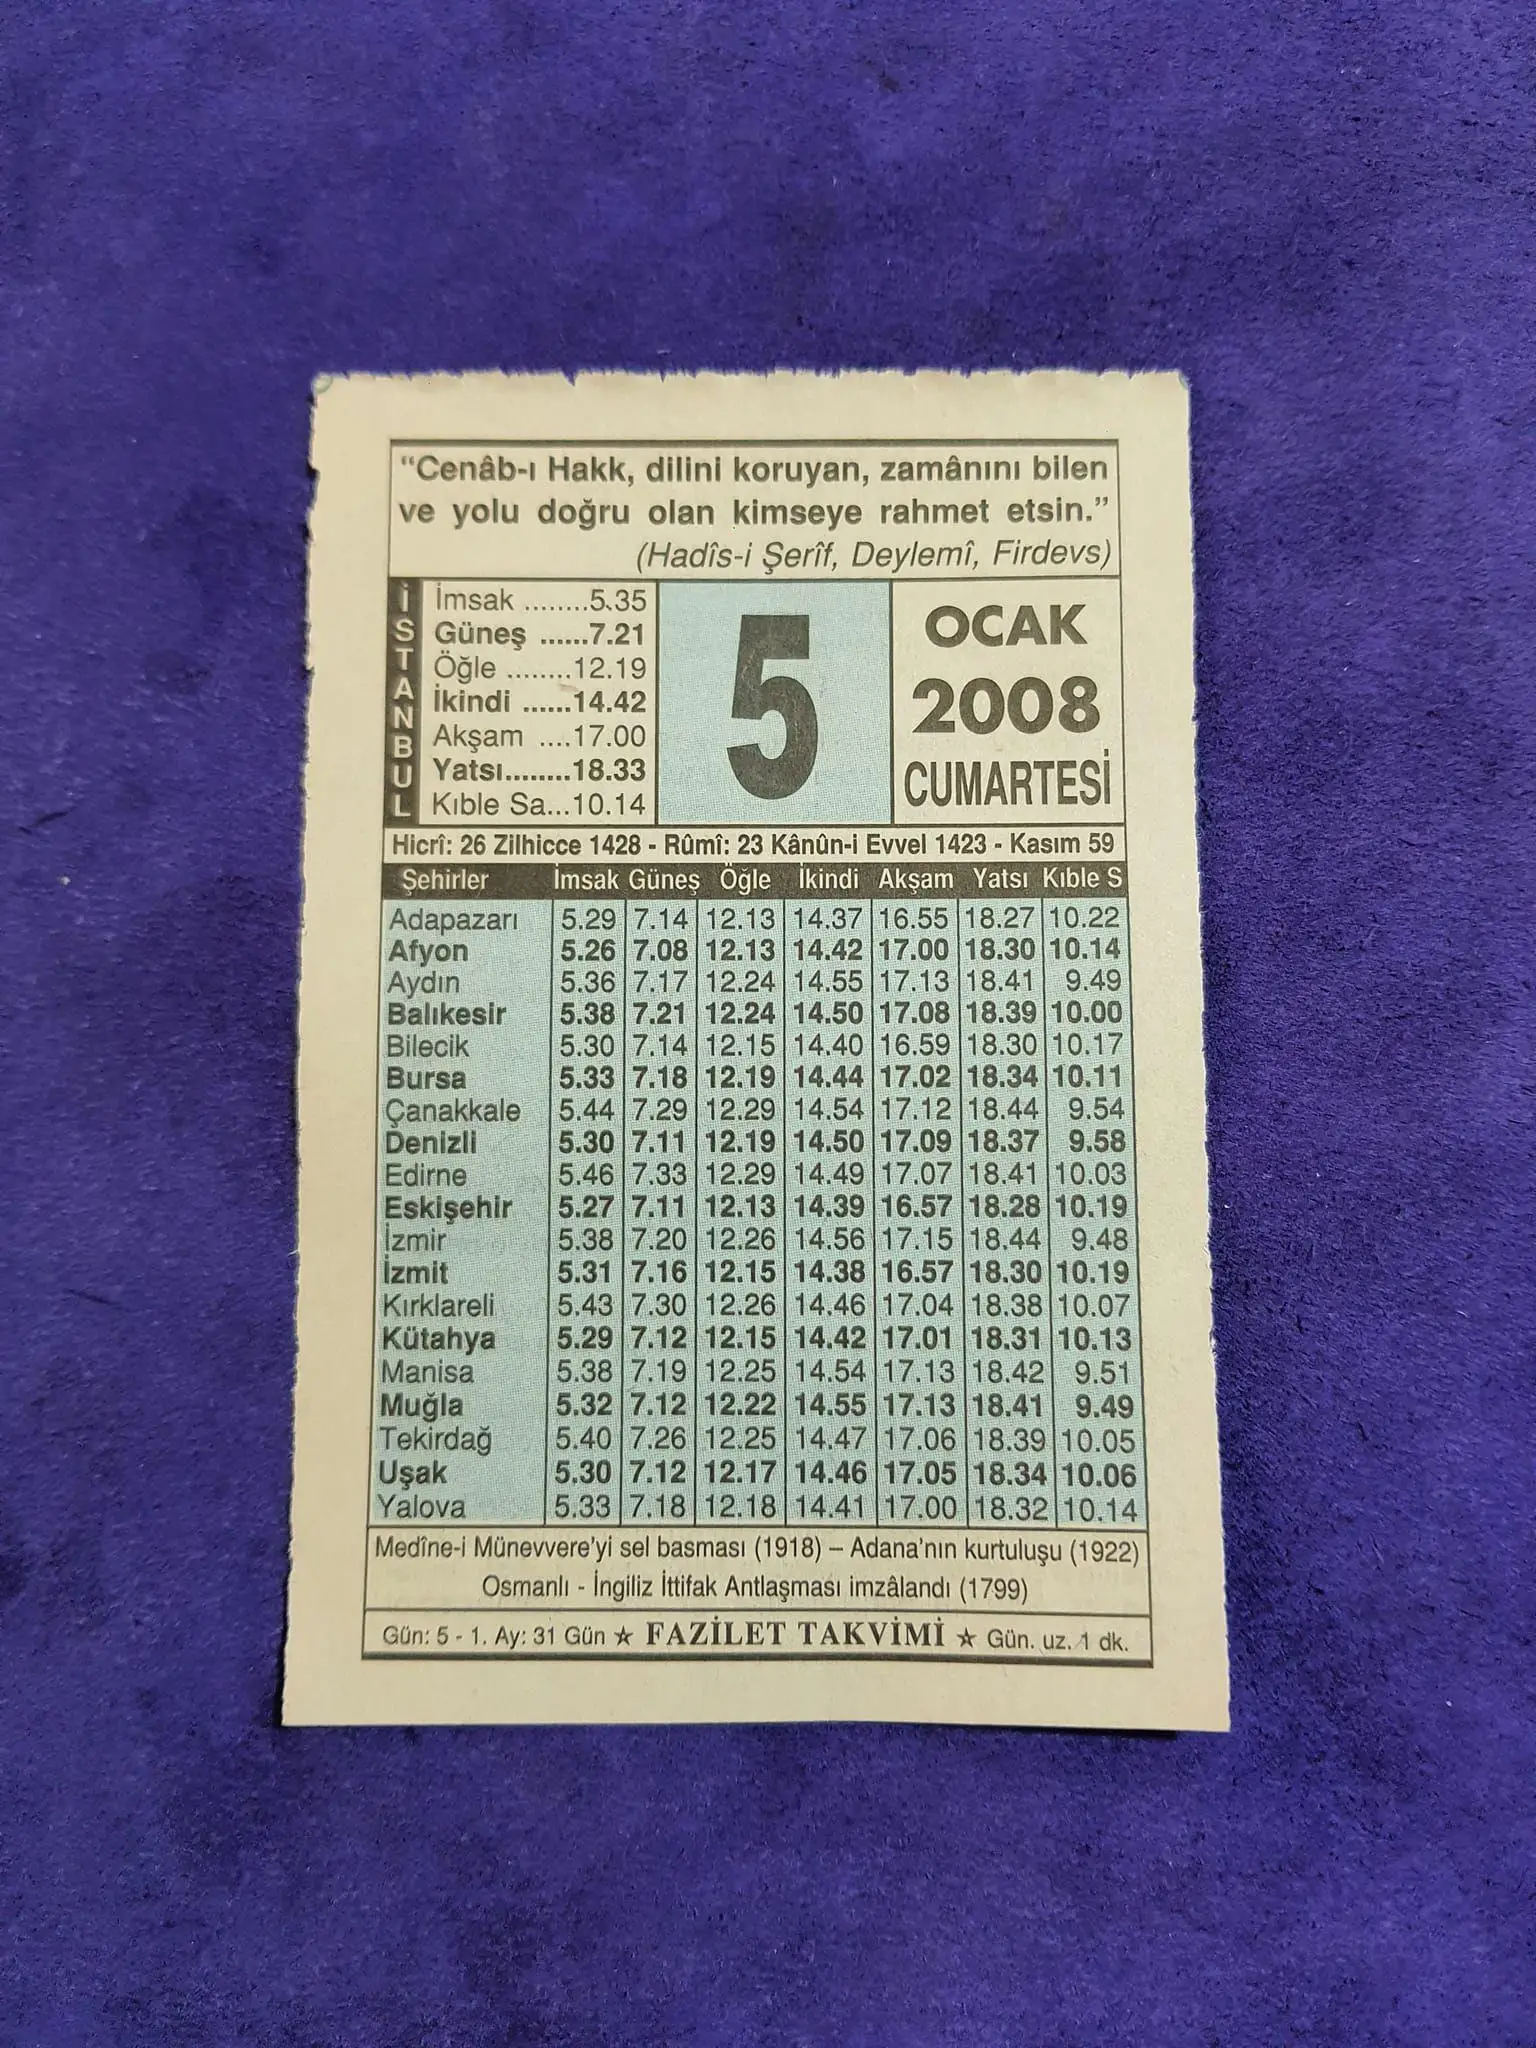 “Cenâb-ı Hakk, dilini koruyan, zamânını bilen
ve yolu doğru olan kimseye rahmet etsin.”
(Hadîs-i Şerîf, Deylemî, Firdevs)
İSTANBUL
İmsak ........5.35
Güneş ......7.21
Öğle ........12.19
İkindi ......14.42
Akşam ....17.00
Yatsı........18.33
Kıble Sa...10.14
5
OCAK
2008
CUMARTESİ
Hicrî: 26 Zilhicce 1428 - Rûmî: 23 Kânûn-i Evvel 1423 - Kasım 59
Şehirler İmsak Güneş Öğle İkindi Akşam Yatsı Kıble S
Adapazarı 5.29 7.14 12.13 14.37 16.55 18.27 10.22
Afyon 5.26 7.08 12.13 14.42 17.00 18.30 10.14
Aydın 5.36 7.17 12.24 14.55 17.13 18.41 9.49
Balıkesir 5.38 7.21 12.24 14.50 17.08 18.39 10.00
Bilecik 5.30 7.14 12.15 14.40 16.59 18.30 10.17
Bursa 5.33 7.18 12.19 14.44 17.02 18.34 10.11
Çanakkale 5.44 7.29 12.29 14.54 17.12 18.44 9.54
Denizli 5.30 7.11 12.19 14.50 17.09 18.37 9.58
Edirne 5.46 7.33 12.29 14.49 17.07 18.41 10.03
Eskişehir 5.27 7.11 12.13 14.39 16.57 18.28 10.19
İzmir 5.38 7.20 12.26 14.56 17.15 18.44 9.48
İzmit 5.31 7.16 12.15 14.38 16.57 18.30 10.19
Kırklareli 5.43 7.30 12.26 14.46 17.04 18.38 10.07
Kütahya 5.29 7.12 12.15 14.42 17.01 18.31 10.13
Manisa 5.38 7.19 12.25 14.54 17.13 18.42 9.51
Muğla 5.32 7.12 12.22 14.55 17.13 18.41 9.49
Tekirdağ 5.40 7.26 12.25 14.47 17.06 18.39 10.05
Uşak 5.30 7.12 12.17 14.46 17.05 18.34 10.06
Yalova 5.33 7.18 12.18 14.41 17.00 18.32 10.14
Medîne-i Münevvere’yi sel basması (1918) – Adana’nın kurtuluşu (1922)
Osmanlı - İngiliz İttifak Antlaşması imzâlandı (1799)
Gün: 5 - 1. Ay: 31 Gün ★ FAZİLET TAKVİMİ ★ Gün. uz. 1 dk.